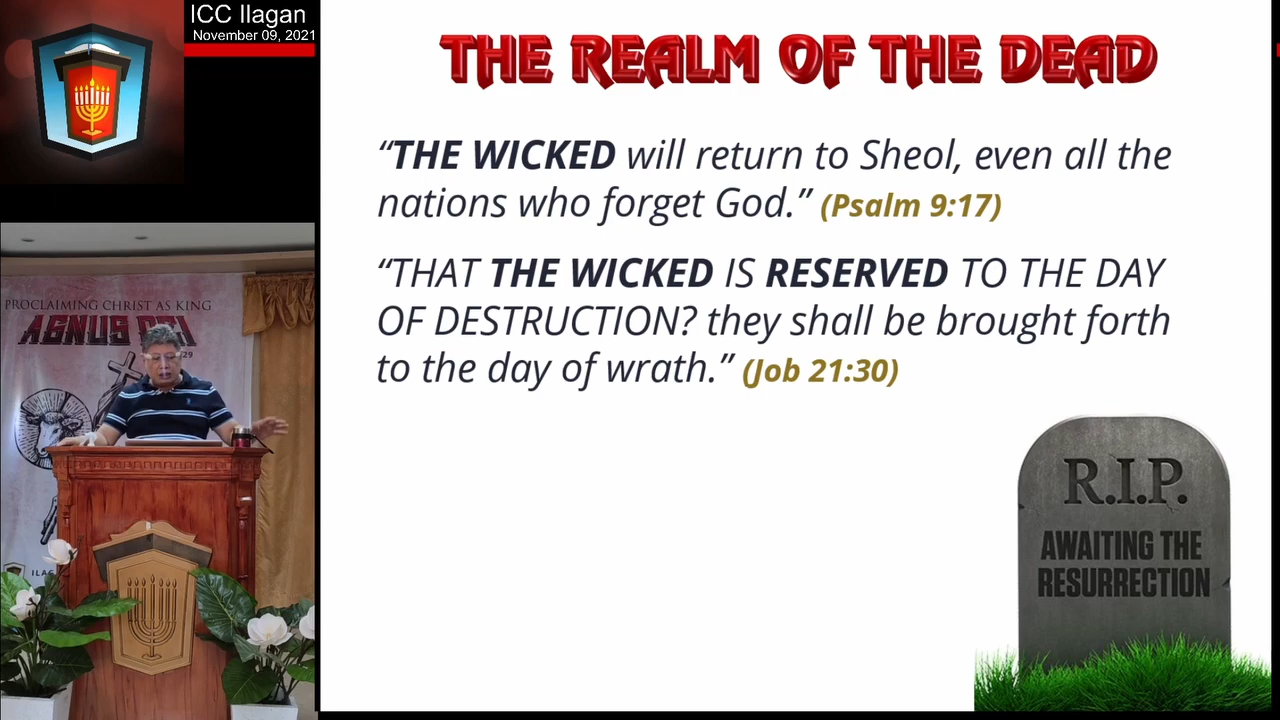 ICC Ilagan
November 09, 2021
THE REALM OF THE DEAD
“THE WICKED will return to Sheol, even all the
nations who forget God.” (Psalm 9:17)
“THAT THE WICKED IS RESERVED TO THE DAY
OF DESTRUCTION? they shall be brought forth
to the day of wrath.” (Job 21:30)
R.I.P.
AWAITING THE
RESURRECTION
PROCLAIMING CHRIST AS KING
AGNUS DEI
29